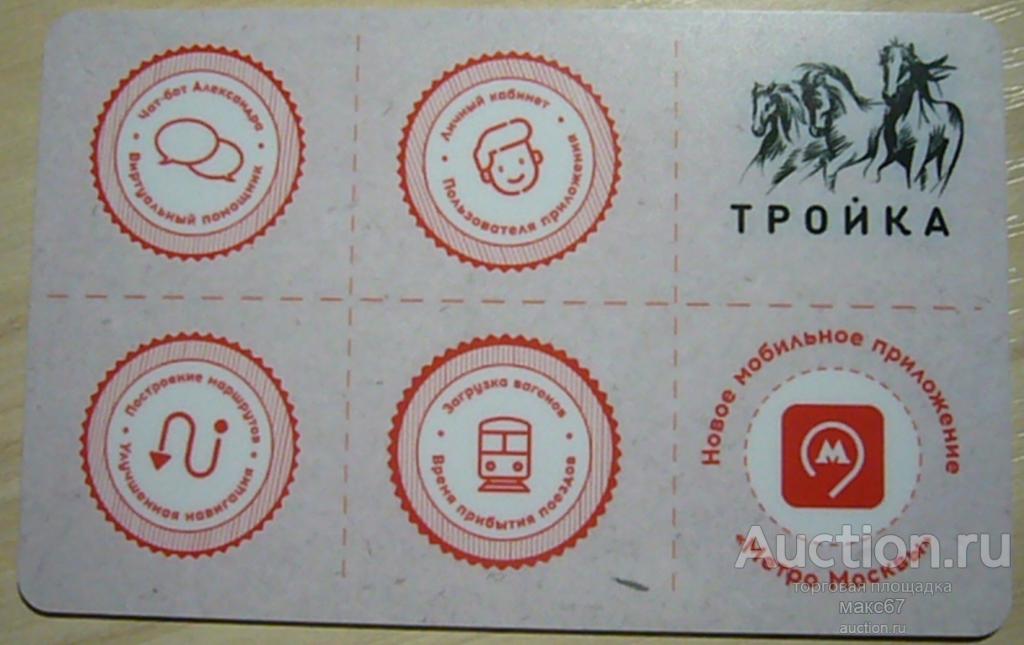 Чат-бот Александра
Виртуальный помощник
Личный кабинет
Пользователя приложения
ТРОЙКА
Построение маршрутов
Улучшенная навигация
Загрузка вагонов
Время прибытия поездов
Новое мобильное приложение
М
«Метро Москвы»
Auction.ru
торговая площадка
макс67
auction.ru